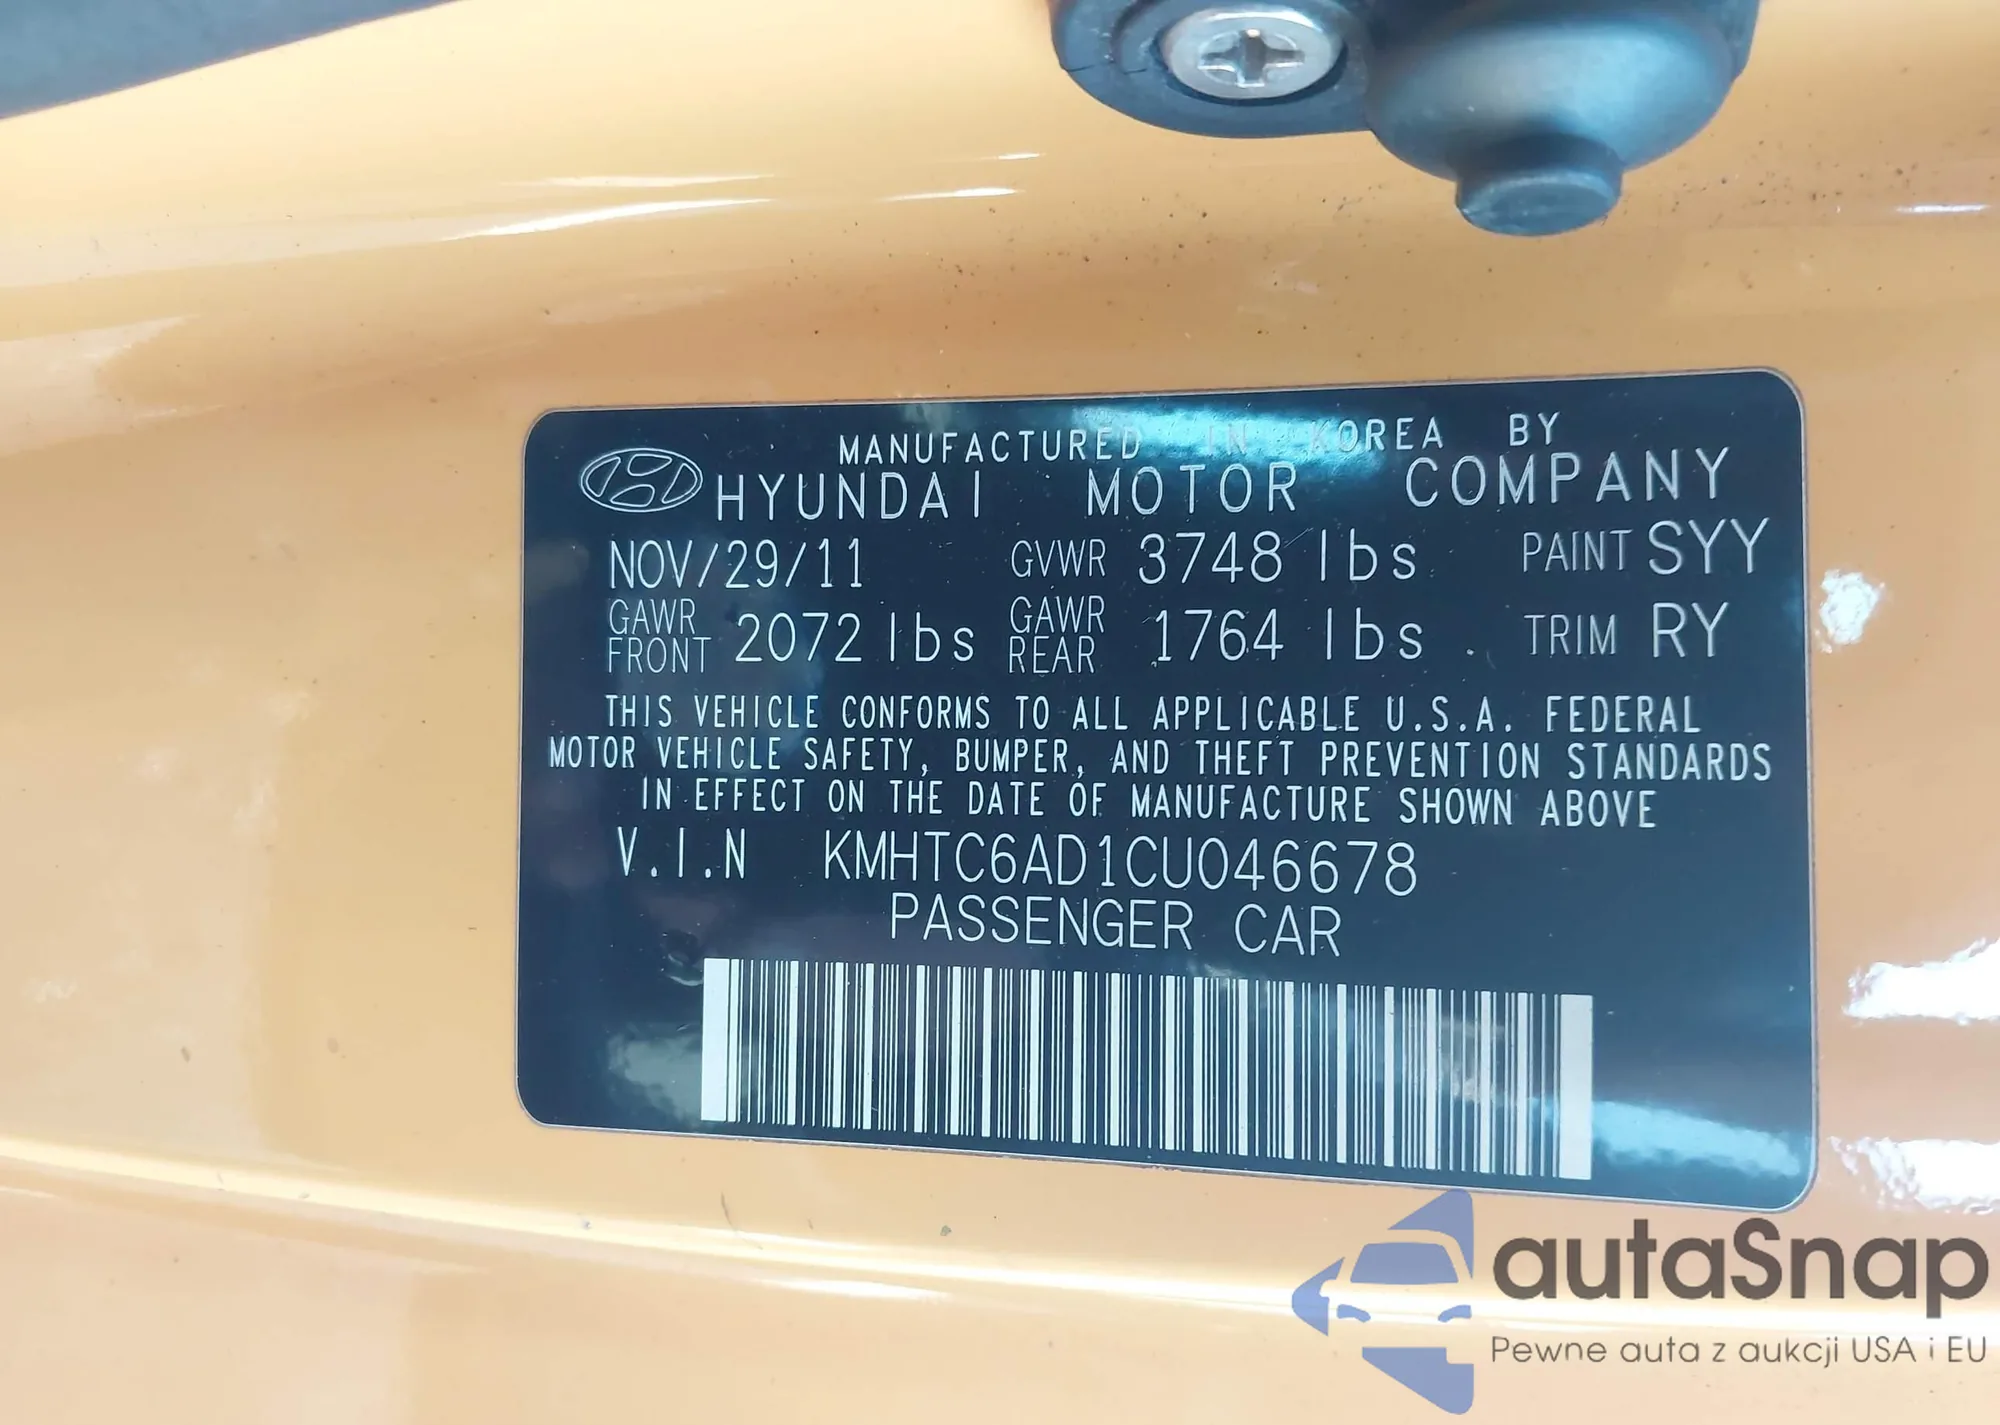 MANUFACTURED IN KOREA BY
HYUNDAI MOTOR COMPANY
NOV/29/11 GVWR 3748 lbs PAINT SYY
GAWR FRONT 2072 lbs GAWR REAR 1764 lbs TRIM RY
THIS VEHICLE CONFORMS TO ALL APPLICABLE U.S.A. FEDERAL
MOTOR VEHICLE SAFETY, BUMPER, AND THEFT PREVENTION STANDARDS
IN EFFECT ON THE DATE OF MANUFACTURE SHOWN ABOVE
V.I.N KMHTC6AD1CU046678
PASSENGER CAR
autaSnap
Pewne auta z aukcji USA i EU